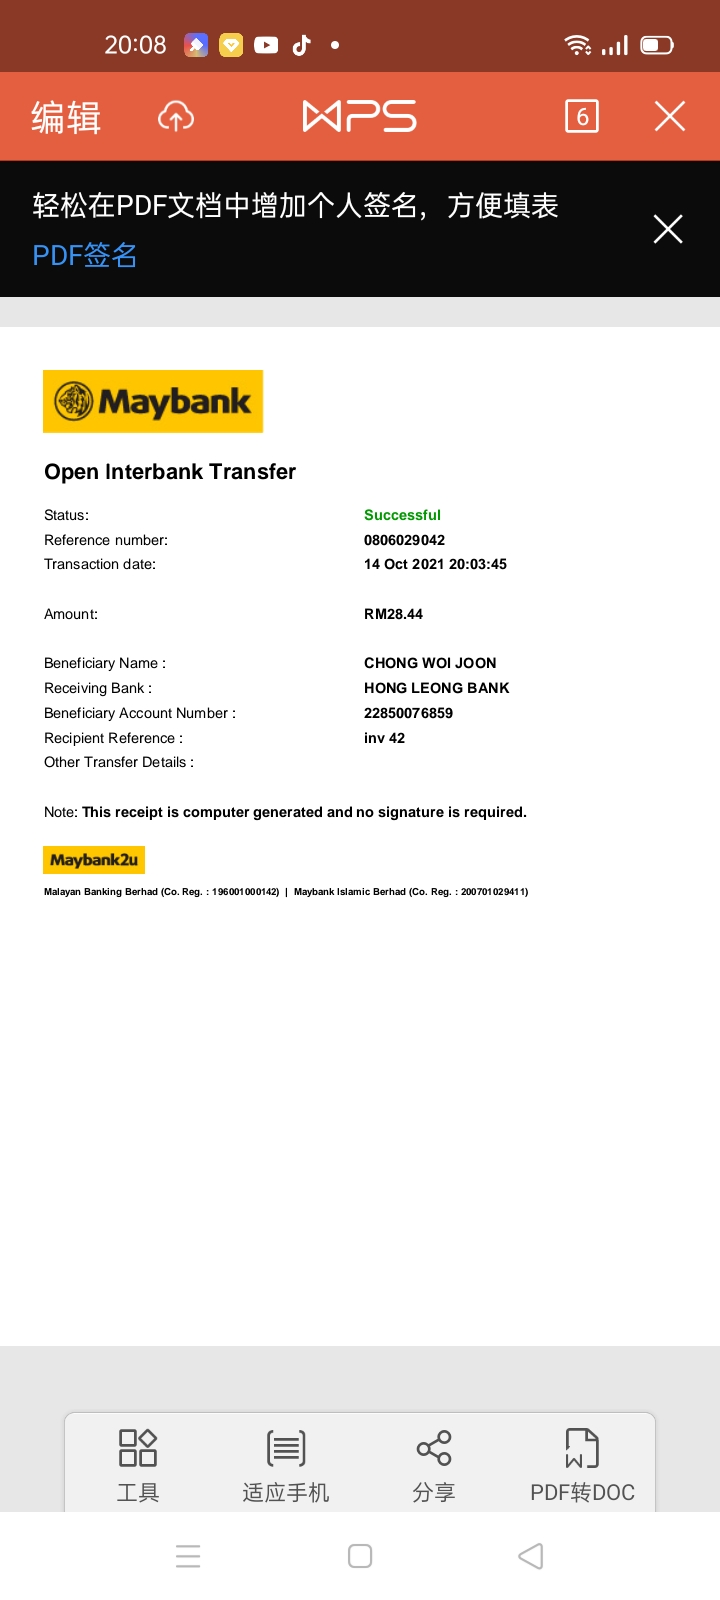 20:08
编辑 WPS 6
轻松在PDF文档中增加个人签名，方便填表
PDF签名
Maybank
Open Interbank Transfer
Status: Successful
Reference number: 0806029042
Transaction date: 14 Oct 2021 20:03:45
Amount: RM28.44
Beneficiary Name : CHONG WOI JOON
Receiving Bank : HONG LEONG BANK
Beneficiary Account Number : 22850076859
Recipient Reference : inv 42
Other Transfer Details :
Note: This receipt is computer generated and no signature is required.
Maybank2u
Malayan Banking Berhad (Co. Reg. : 196001000142) | Maybank Islamic Berhad (Co. Reg. : 200701029411)
工具 适应手机 分享 PDF转DOC